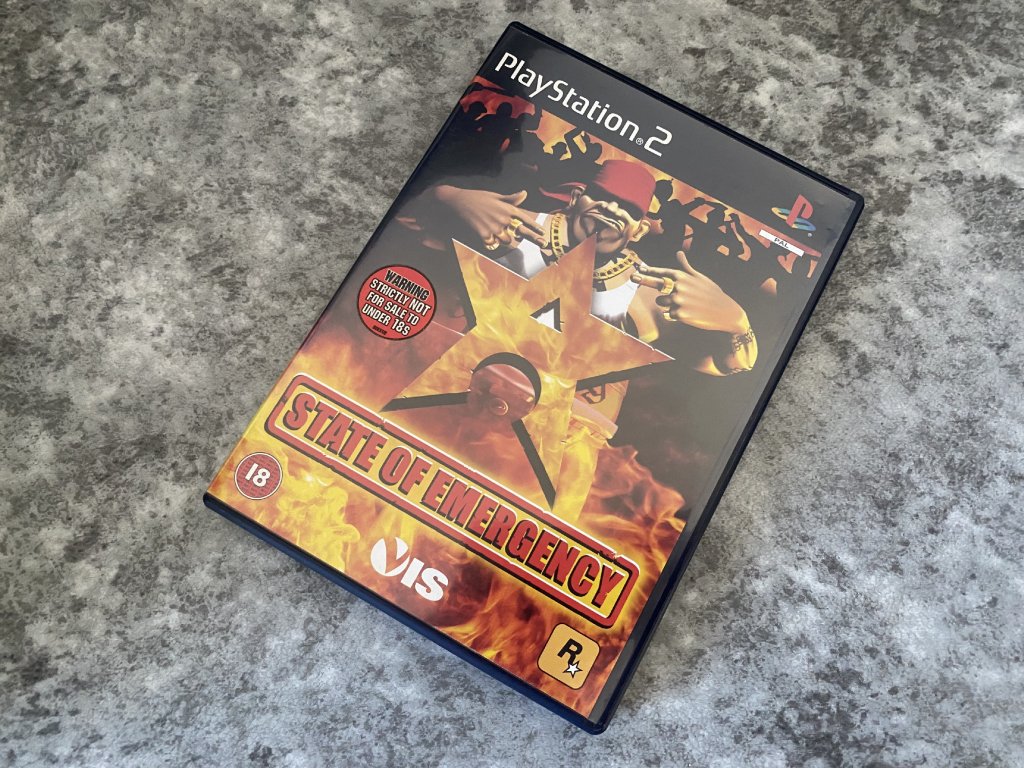 PlayStation®2
PAL
WARNING
STRICTLY NOT
FOR SALE TO
UNDER 18S
STATE OF EMERGENCY
18
VIS
R